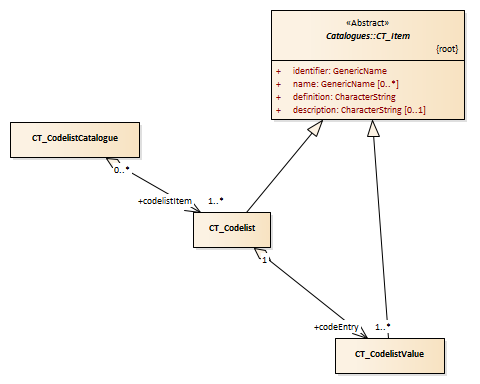 «Abstract»
Catalogues::CT_Item
{root}
+ identifier: GenericName
+ name: GenericName [0..*]
+ definition: CharacterString
+ description: CharacterString [0..1]
CT_CodelistCatalogue
0..*
+codelistItem 1..*
CT_Codelist
1
+codeEntry 1..*
CT_CodelistValue